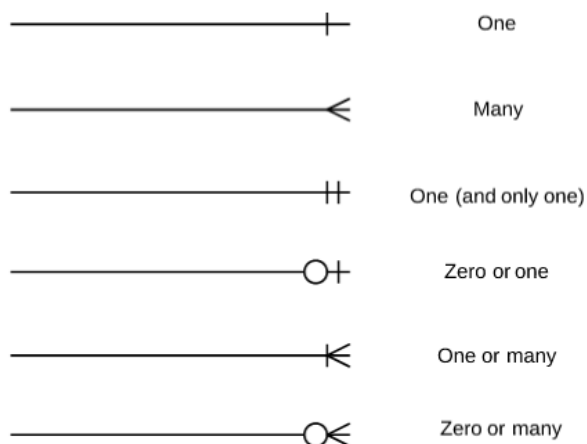 One
Many
One (and only one)
Zero or one
One or many
Zero or many